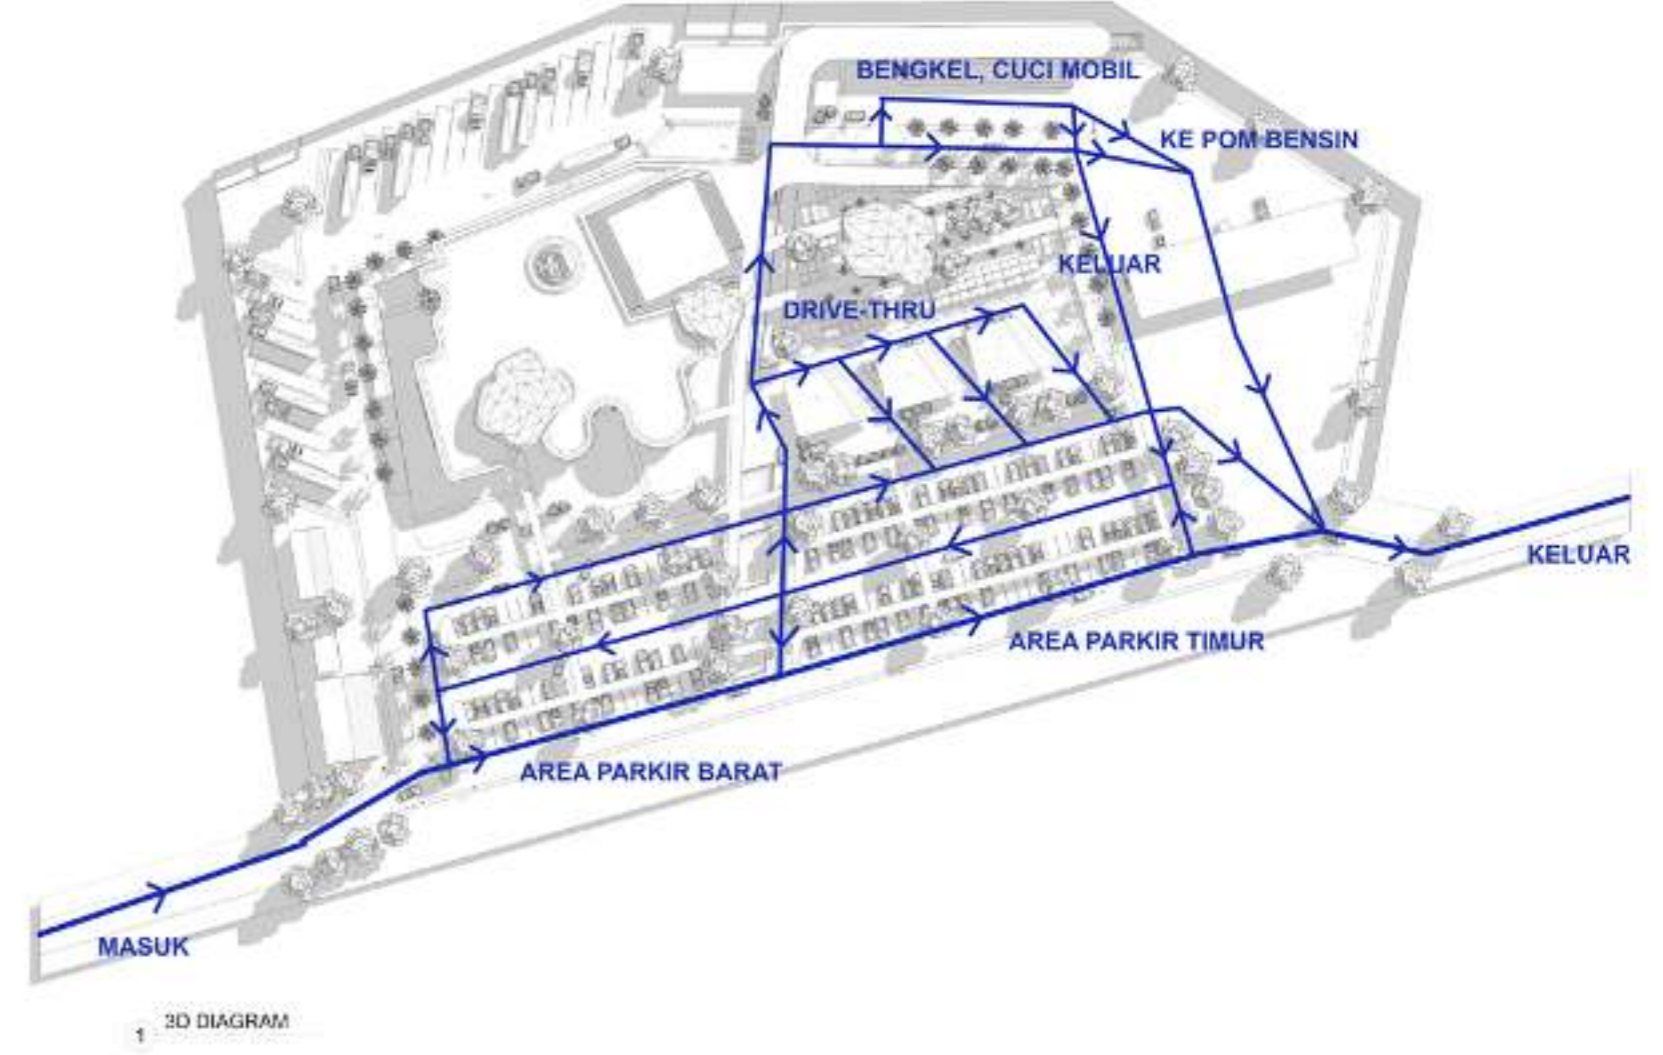 BENGKEL, CUCI MOBIL
KE POM BENSIN
KELUAR
DRIVE-THRU
KELUAR
AREA PARKIR TIMUR
AREA PARKIR BARAT
MASUK
1 3D DIAGRAM